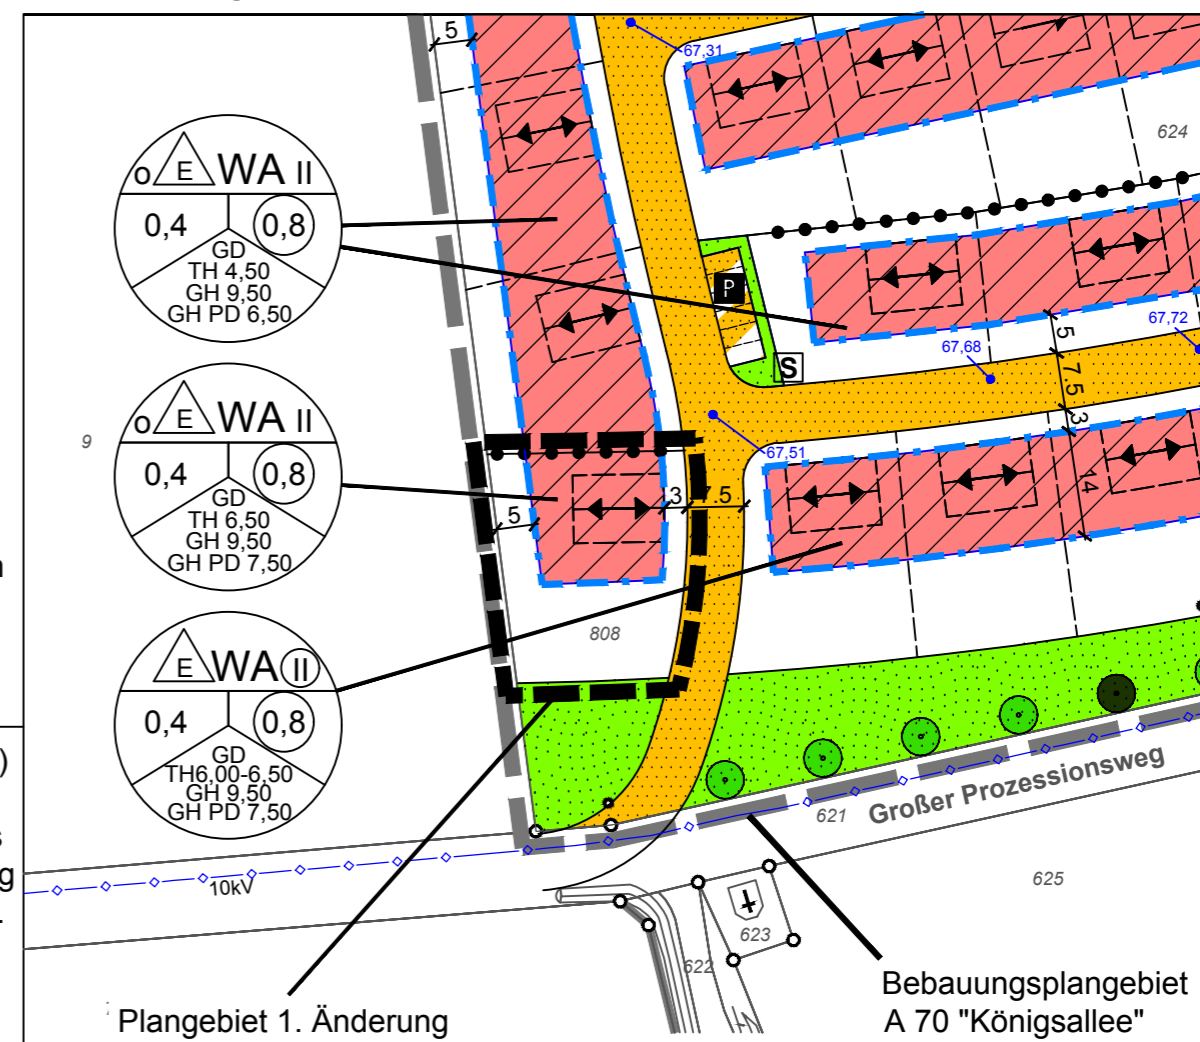 5
67,31
624
o E WA II
0,4 0,8
GD
TH 4,50
GH 9,50
GH PD 6,50
P
S
67,68
67,72
5
7.5
3
14
9
o E WA II
0,4 0,8
GD
TH 6,50
GH 9,50
GH PD 7,50
67,51
3 7.5
5
808
E WA II
0,4 0,8
GD
TH6,00-6,50
GH 9,50
GH PD 7,50
)
g
Großer Prozessionsweg
621
10kV
625
623
622
Plangebiet 1. Änderung
Bebauungsplangebiet
A 70 "Königsallee"